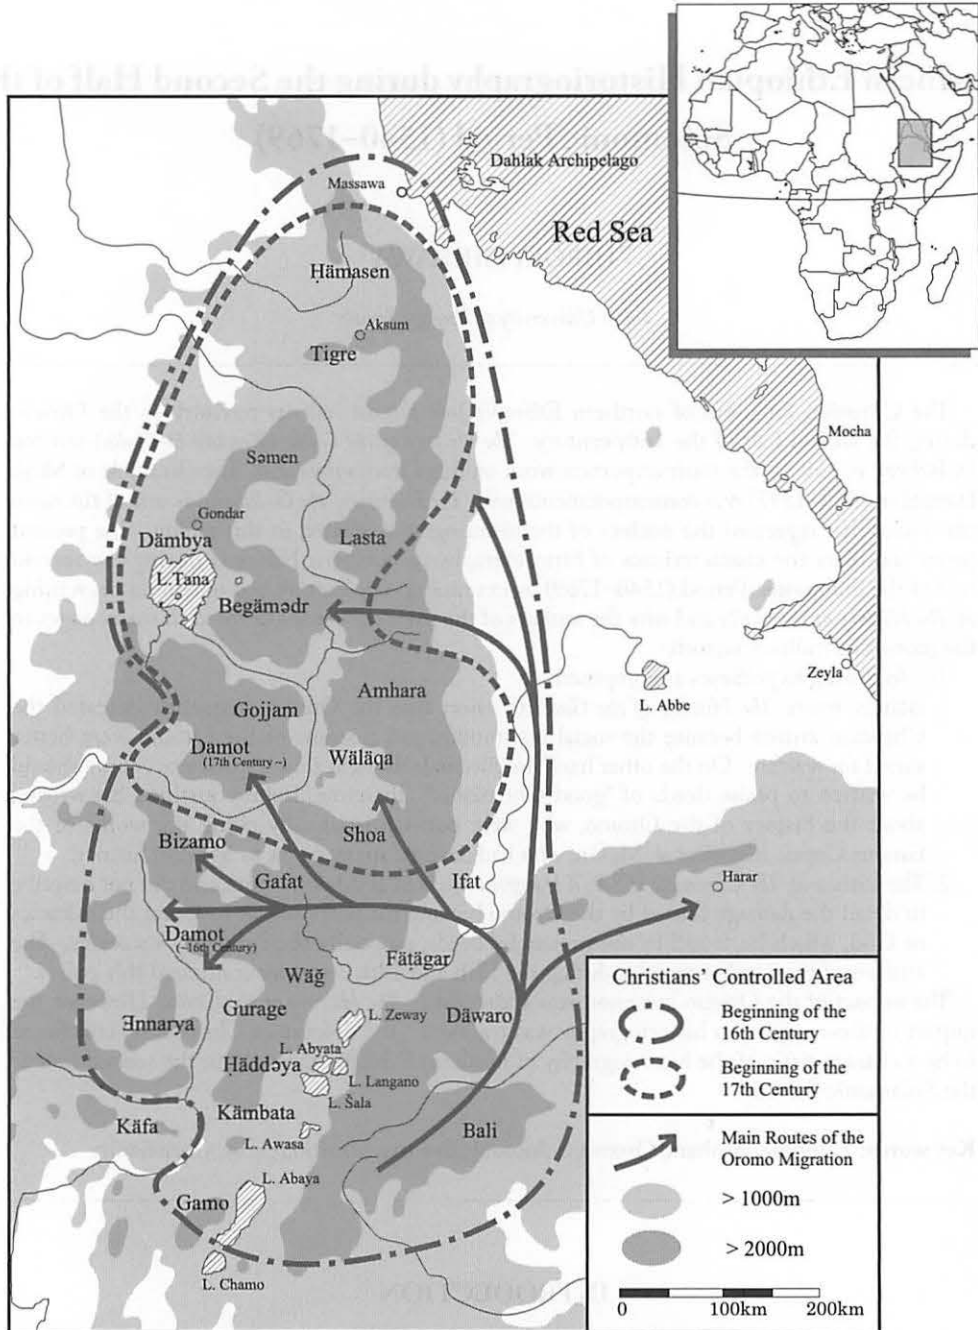 Dahlak Archipelago
Massawa
Red Sea
Ḥämasen
Aksum
Tigre
Mocha
Səmen
Gondar
Dämbya
Lasta
L. Tana
Begämədr
Zeyla
L. Abbe
Amhara
Gojjam
Damot
(17th Century ~)
Wäläqa
Shoa
Bizamo
Harar
Gafat
Ifat
Damot
(~16th Century)
Fätägar
Wäğ
Ǝnnarya
Gurage
L. Zeway
Däwaro
L. Abyata
Ḥäddəya
L. Langano
L. Šala
Käfa
Kämbata
Bali
L. Awasa
L. Abaya
Gamo
L. Chamo
Christians' Controlled Area
Beginning of the
16th Century
Beginning of the
17th Century
Main Routes of the
Oromo Migration
> 1000m
> 2000m
0 100km 200km